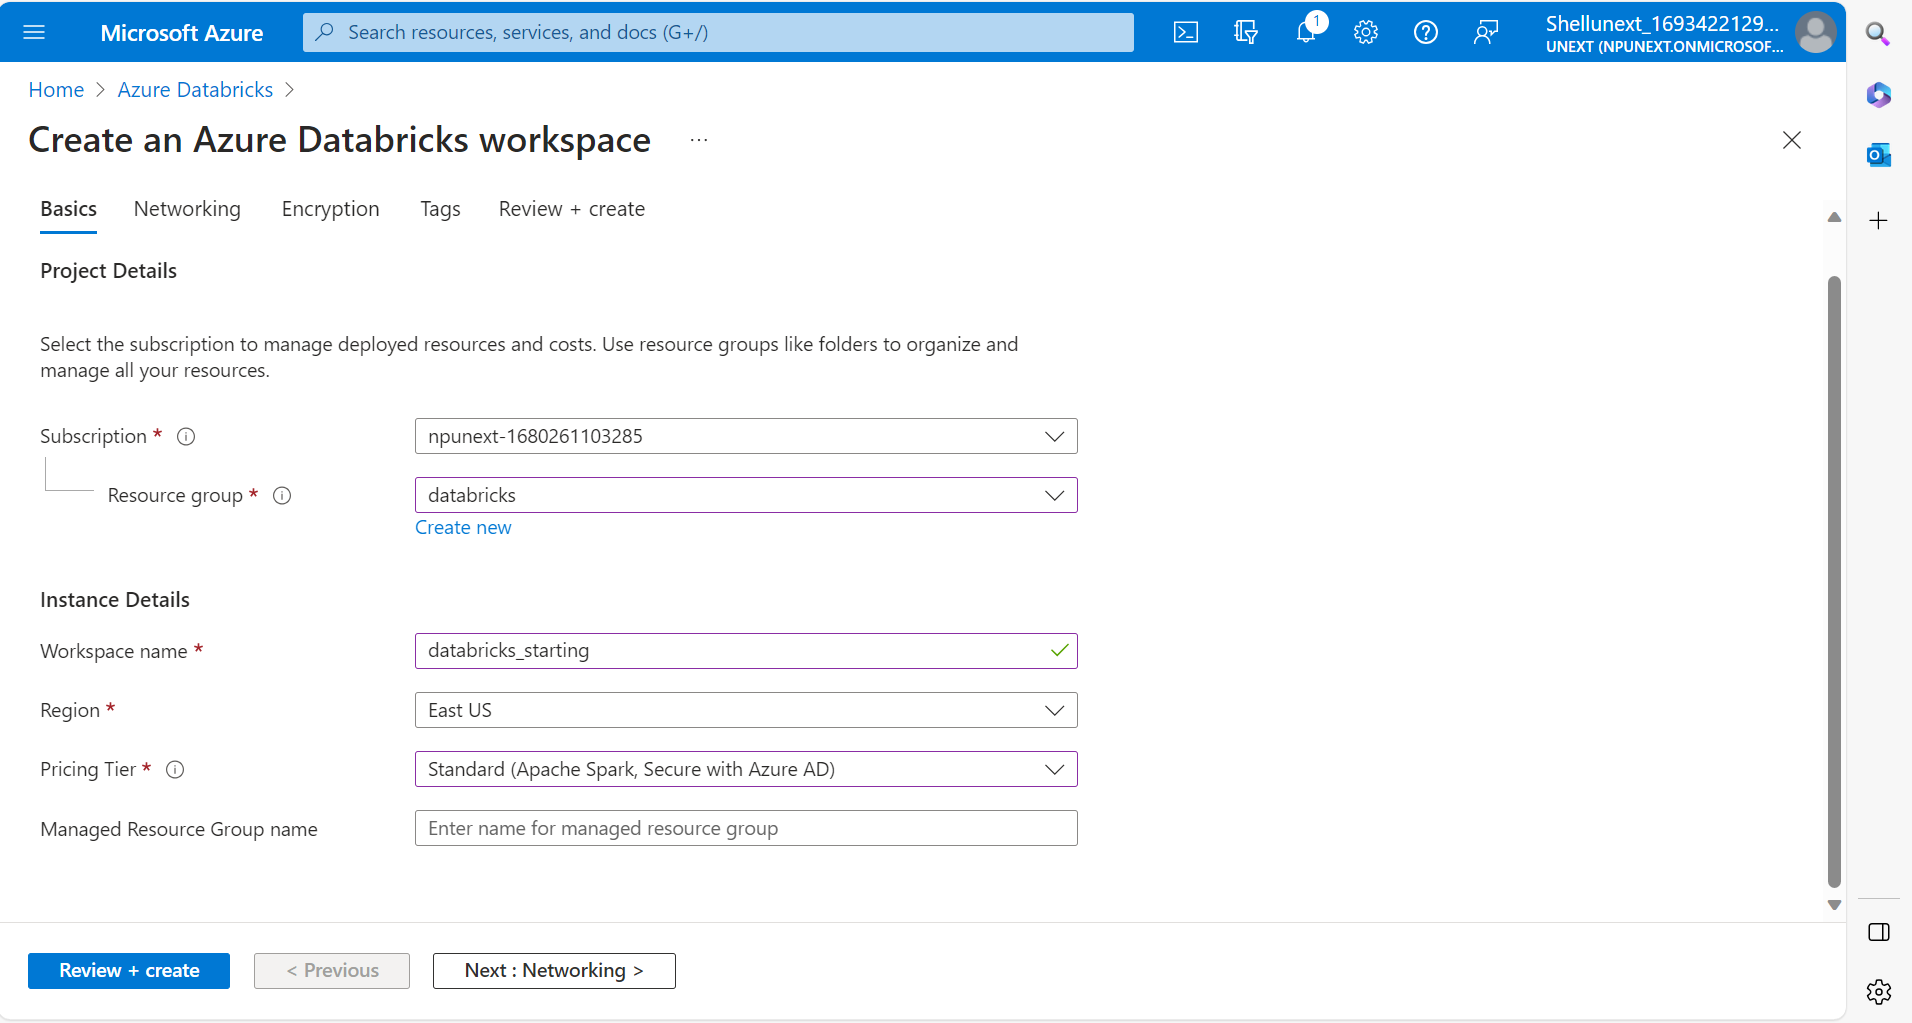 Microsoft Azure
Search resources, services, and docs (G+/)
1
Shellunext_1693422129...
UNEXT (NPUNEXT.ONMICROSOF...
Home > Azure Databricks >
Create an Azure Databricks workspace ...
Basics Networking Encryption Tags Review + create
Project Details
Select the subscription to manage deployed resources and costs. Use resource groups like folders to organize and
manage all your resources.
Subscription * npunext-1680261103285
Resource group * databricks
Create new
Instance Details
Workspace name * databricks_starting
Region * East US
Pricing Tier * Standard (Apache Spark, Secure with Azure AD)
Managed Resource Group name Enter name for managed resource group
Review + create < Previous Next : Networking >